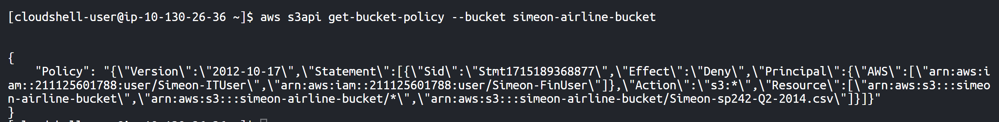 [cloudshell-user@ip-10-130-26-36 ~]$ aws s3api get-bucket-policy --bucket simeon-airline-bucket
{
    "Policy": "{\"Version\":\"2012-10-17\",\"Statement\":[{\"Sid\":\"Stmt1715189368877\",\"Effect\":\"Deny\",\"Principal\":{\"AWS\":[\"arn:aws:i
am::211125601788:user/Simeon-ITUser\",\"arn:aws:iam::211125601788:user/Simeon-FinUser\"]},\"Action\":\"s3:*\",\"Resource\":[\"arn:aws:s3:::simeo
n-airline-bucket\",\"arn:aws:s3:::simeon-airline-bucket/*\",\"arn:aws:s3:::simeon-airline-bucket/Simeon-sp242-Q2-2014.csv\"]}]}"
}